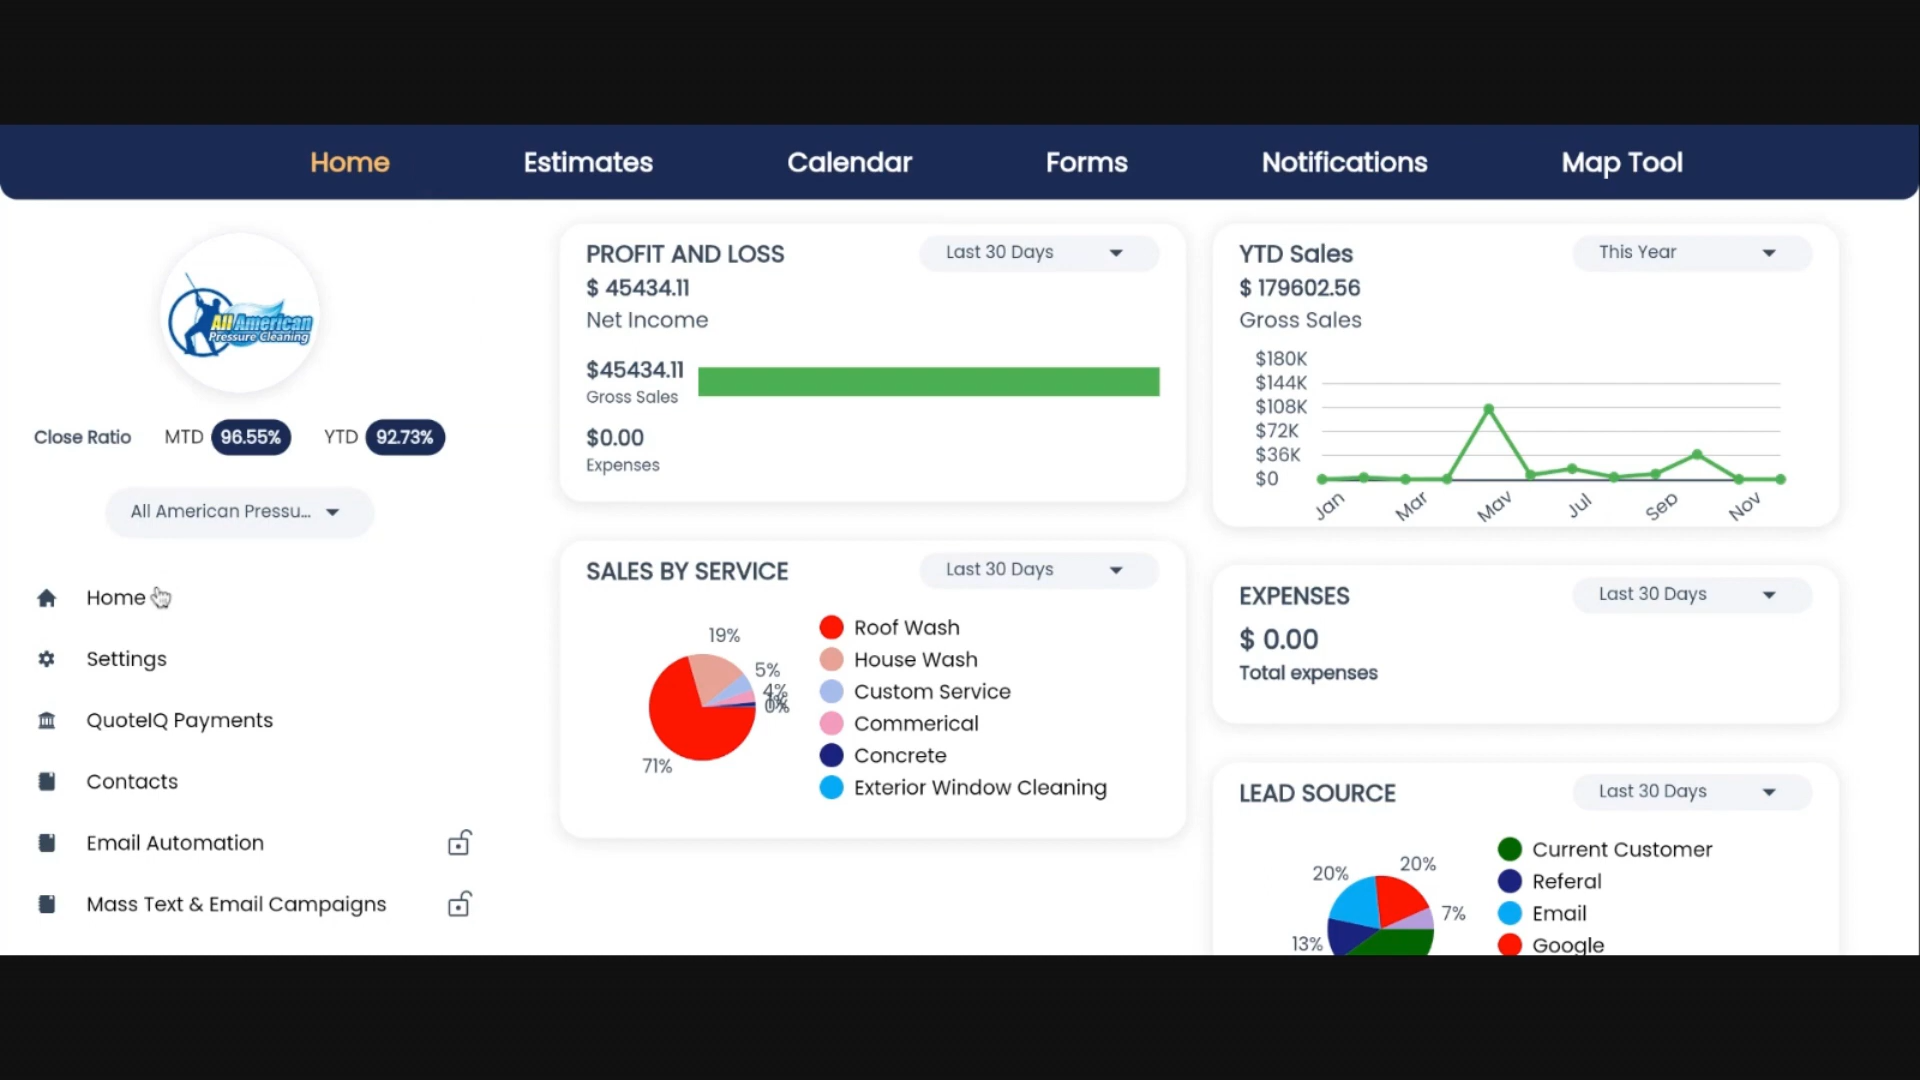 Home Estimates Calendar Forms Notifications Map Tool
All American
Pressure Cleaning
Close Ratio MTD 96.55% YTD 92.73%
All American Pressu...
Home
Settings
QuoteIQ Payments
Contacts
Email Automation
Mass Text & Email Campaigns
PROFIT AND LOSS Last 30 Days
$ 45434.11
Net Income
$45434.11
Gross Sales
$0.00
Expenses
SALES BY SERVICE Last 30 Days
19%
5%
4%
0%
71%
Roof Wash
House Wash
Custom Service
Commerical
Concrete
Exterior Window Cleaning
YTD Sales This Year
$ 179602.56
Gross Sales
$180K
$144K
$108K
$72K
$36K
$0
Jan Mar May Jul Sep Nov
EXPENSES Last 30 Days
$ 0.00
Total expenses
LEAD SOURCE Last 30 Days
20%
20%
7%
13%
Current Customer
Referal
Email
Google